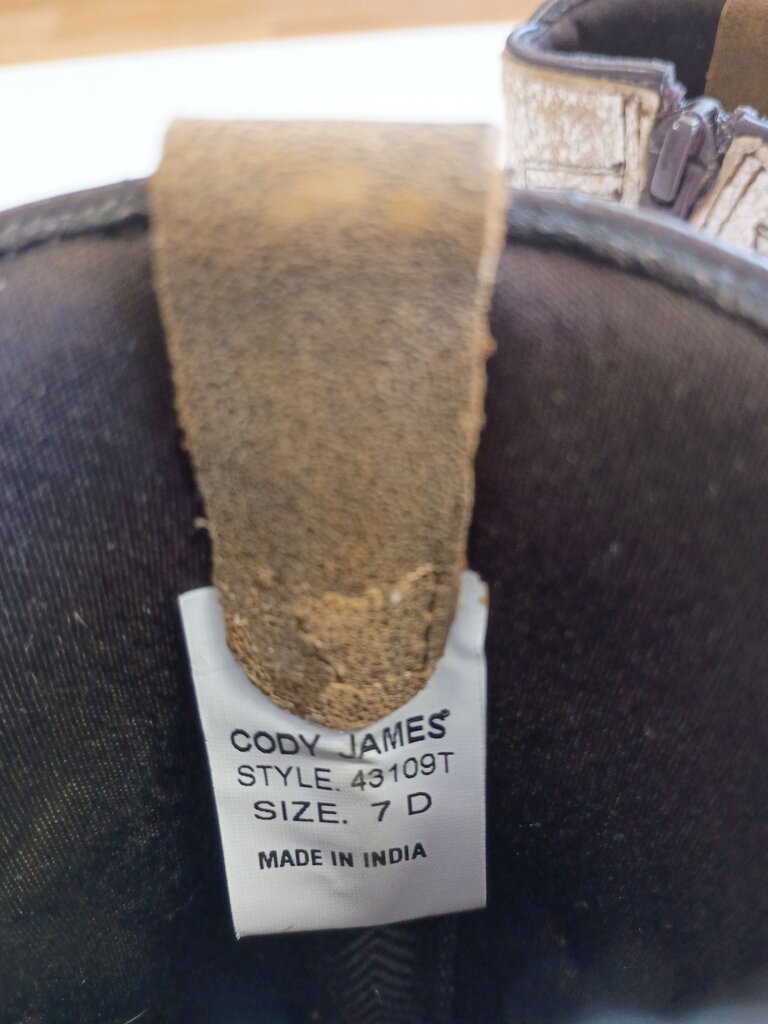 CODY JAMES®
STYLE. 43109T
SIZE. 7 D
MADE IN INDIA